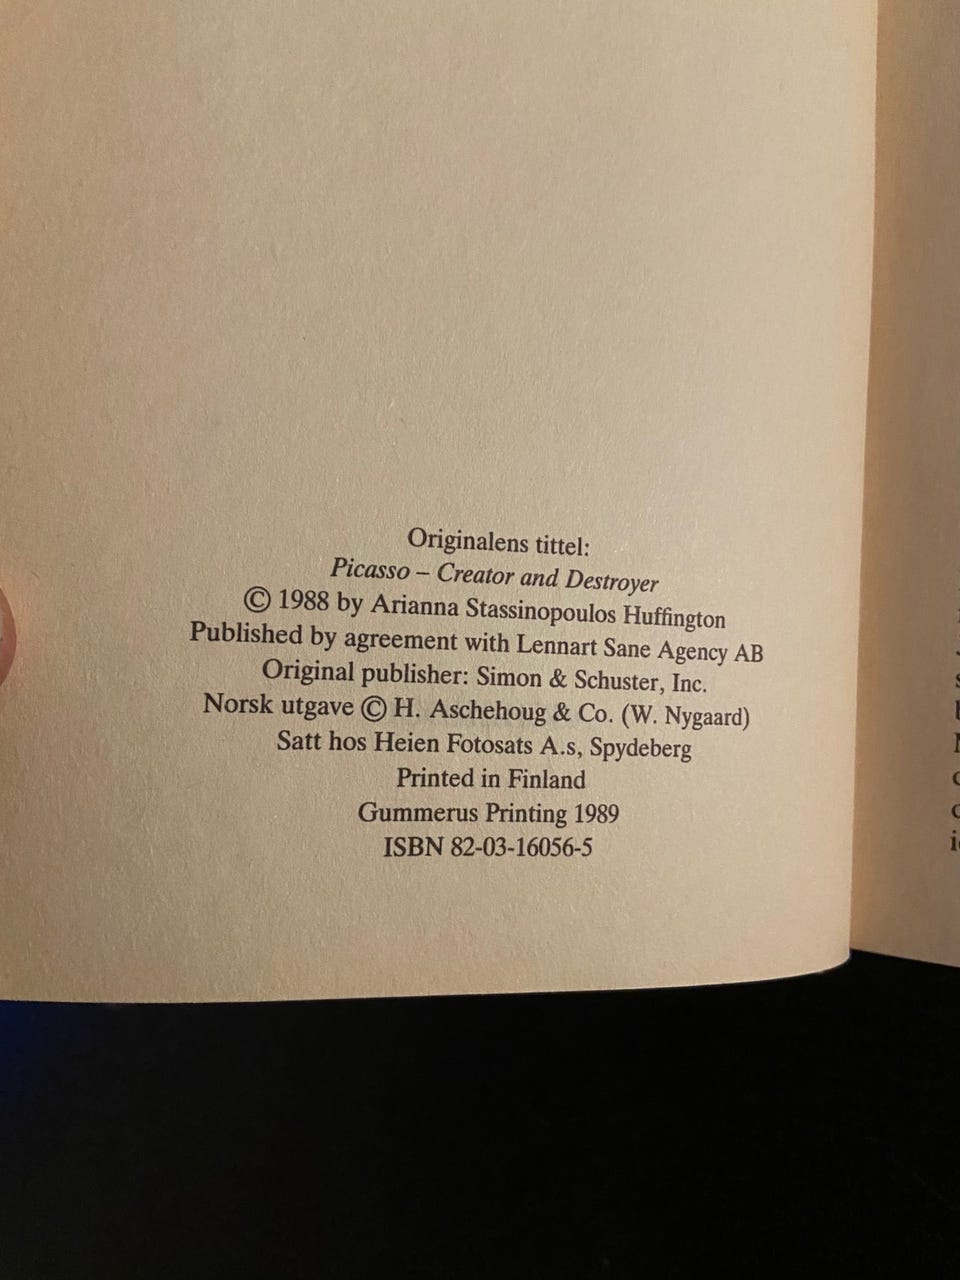 Originalens tittel:
Picasso – Creator and Destroyer
© 1988 by Arianna Stassinopoulos Huffington
Published by agreement with Lennart Sane Agency AB
Original publisher: Simon & Schuster, Inc.
Norsk utgave © H. Aschehoug & Co. (W. Nygaard)
Satt hos Heien Fotosats A.s, Spydeberg
Printed in Finland
Gummerus Printing 1989
ISBN 82-03-16056-5